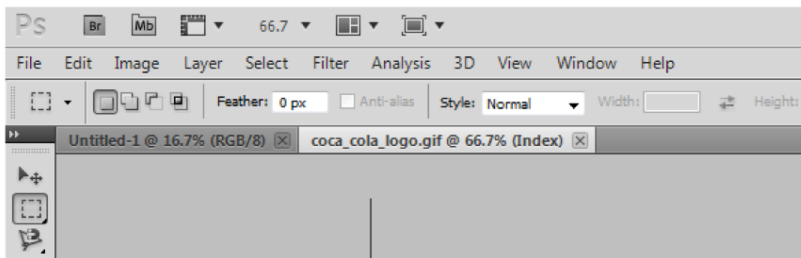 Ps Br Mb 66.7
File Edit Image Layer Select Filter Analysis 3D View Window Help
Feather: 0 px Anti-alias Style: Normal Width: Height:
Untitled-1 @ 16.7% (RGB/8) coca_cola_logo.gif @ 66.7% (Index)